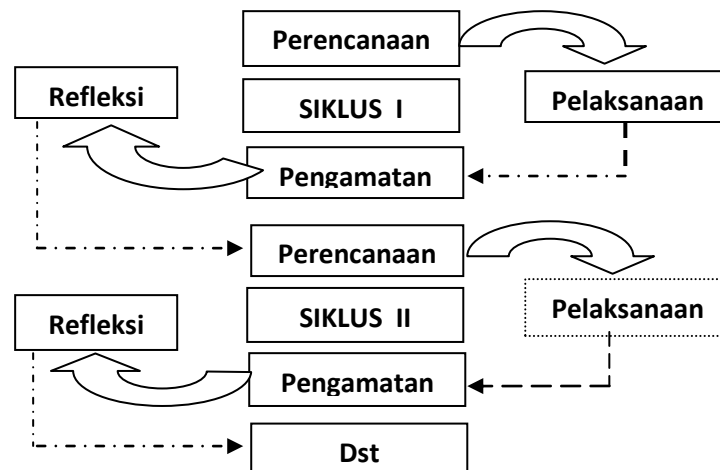 Perencanaan
Refleksi
SIKLUS I
Pelaksanaan
Pengamatan
Perencanaan
Refleksi
SIKLUS II
Pelaksanaan
Pengamatan
Dst